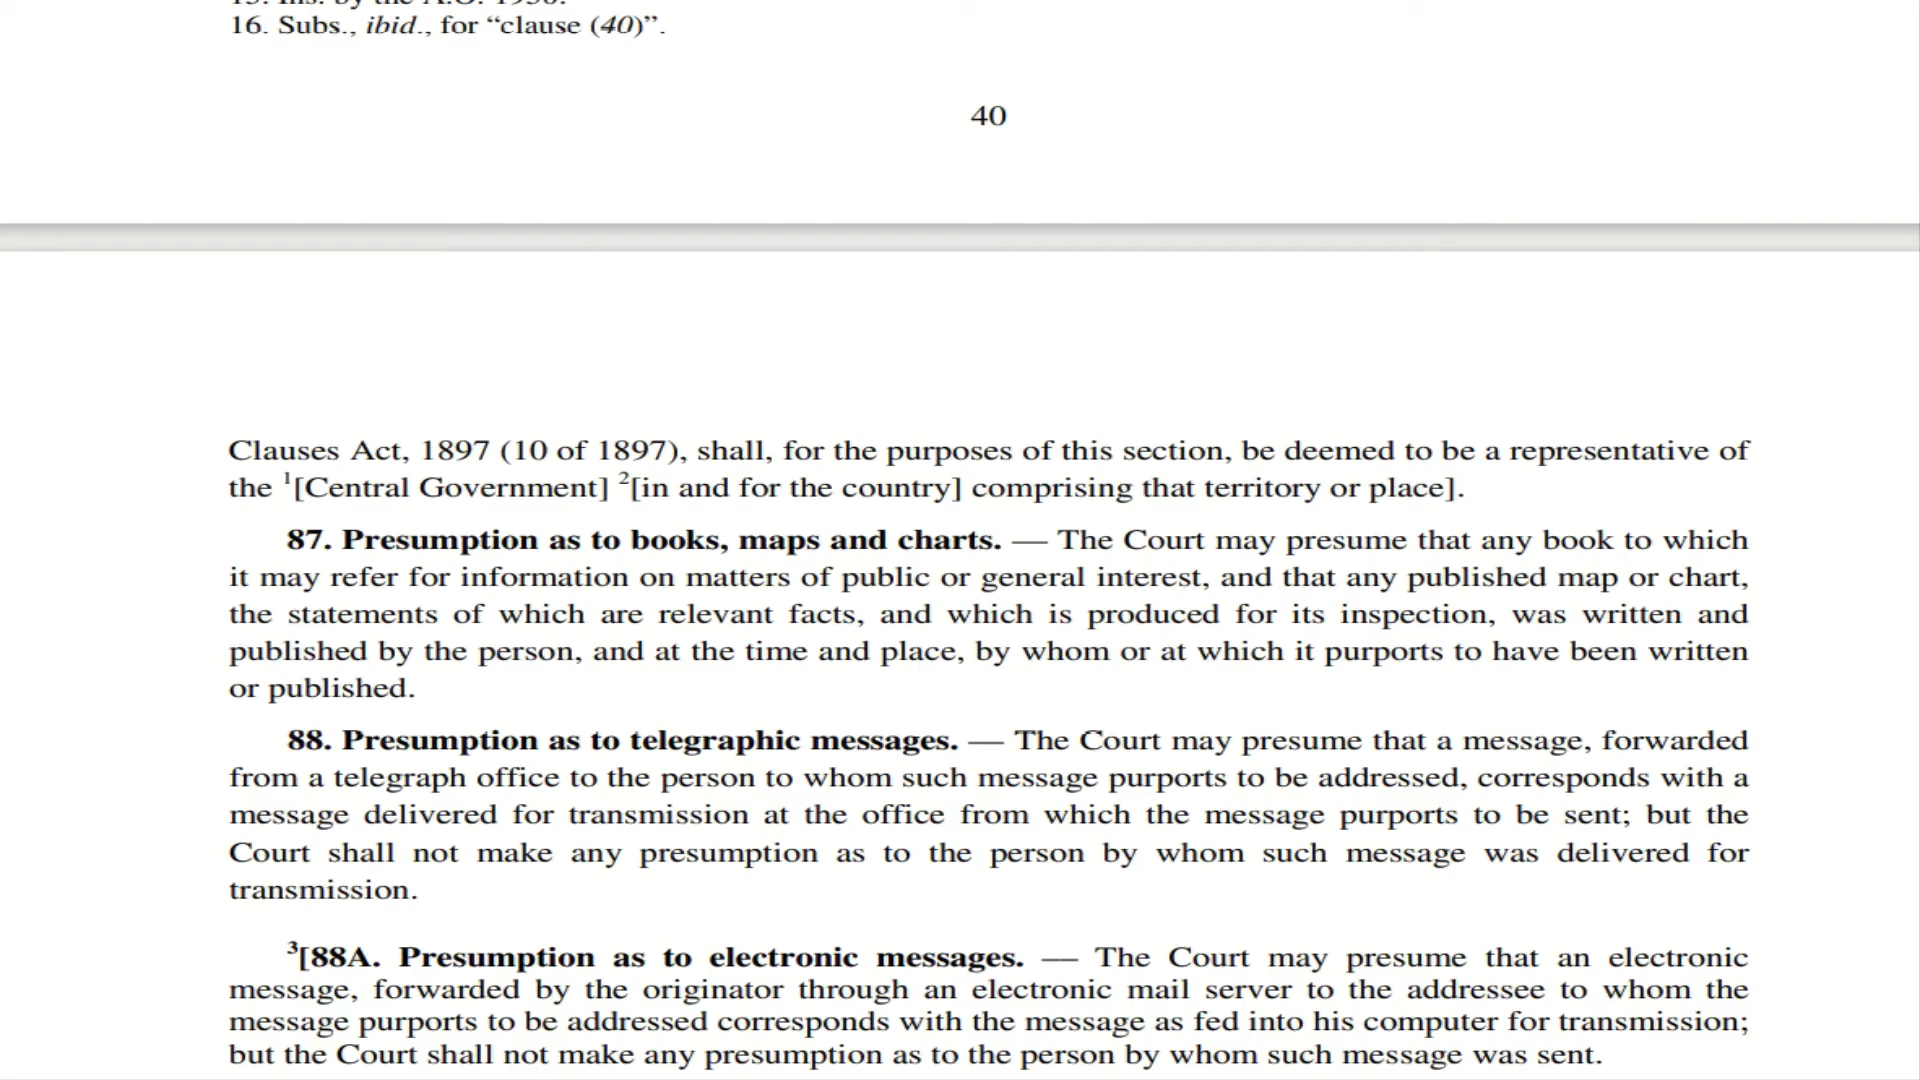 16. Subs., ibid., for “clause (40)”.
40
Clauses Act, 1897 (10 of 1897), shall, for the purposes of this section, be deemed to be a representative of
the 1[Central Government] 2[in and for the country] comprising that territory or place].
87. Presumption as to books, maps and charts. — The Court may presume that any book to which
it may refer for information on matters of public or general interest, and that any published map or chart,
the statements of which are relevant facts, and which is produced for its inspection, was written and
published by the person, and at the time and place, by whom or at which it purports to have been written
or published.
88. Presumption as to telegraphic messages. — The Court may presume that a message, forwarded
from a telegraph office to the person to whom such message purports to be addressed, corresponds with a
message delivered for transmission at the office from which the message purports to be sent; but the
Court shall not make any presumption as to the person by whom such message was delivered for
transmission.
3[88A. Presumption as to electronic messages. — The Court may presume that an electronic
message, forwarded by the originator through an electronic mail server to the addressee to whom the
message purports to be addressed corresponds with the message as fed into his computer for transmission;
but the Court shall not make any presumption as to the person by whom such message was sent.